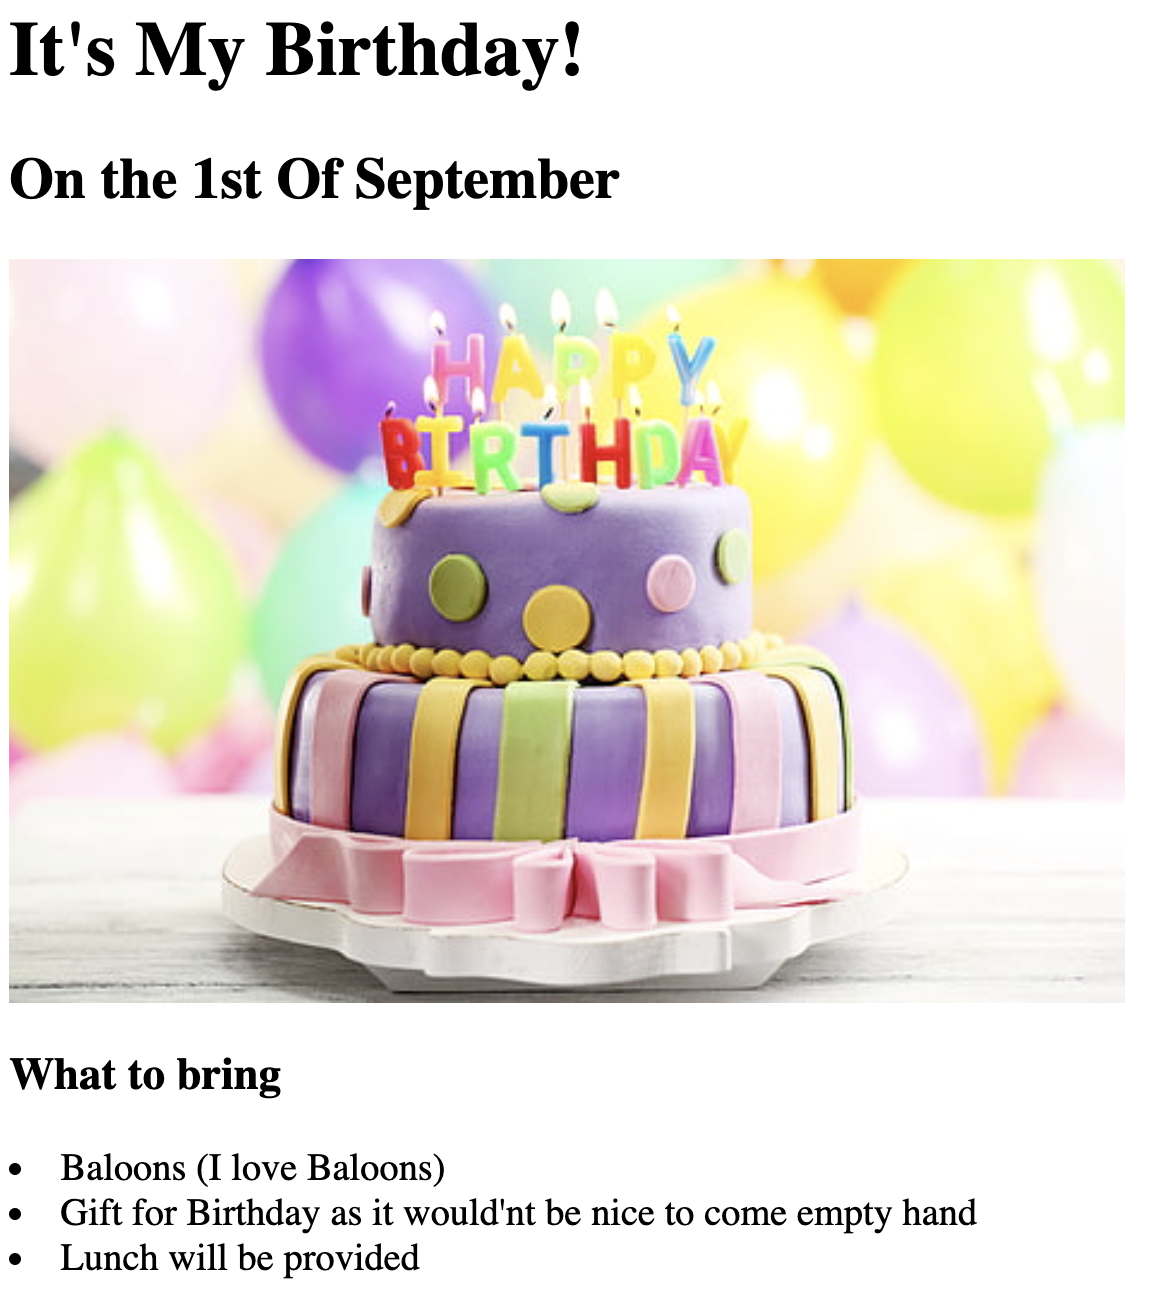 It's My Birthday!
On the 1st Of September
HAPPY
BIRTHDAY
What to bring
Baloons (I love Baloons)
Gift for Birthday as it would'nt be nice to come empty hand
Lunch will be provided